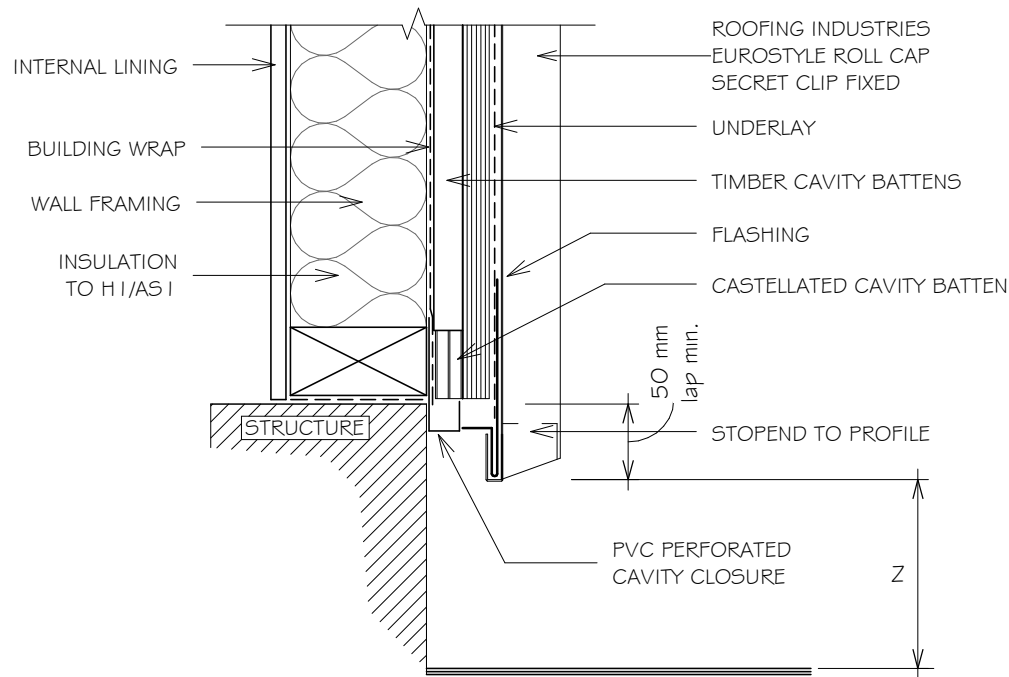 INTERNAL LINING
BUILDING WRAP
WALL FRAMING
INSULATION
TO H1/AS1
STRUCTURE
ROOFING INDUSTRIES
EUROSTYLE ROLL CAP
SECRET CLIP FIXED
UNDERLAY
TIMBER CAVITY BATTENS
FLASHING
CASTELLATED CAVITY BATTEN
50 mm
lap min.
STOPEND TO PROFILE
PVC PERFORATED
CAVITY CLOSURE
Z